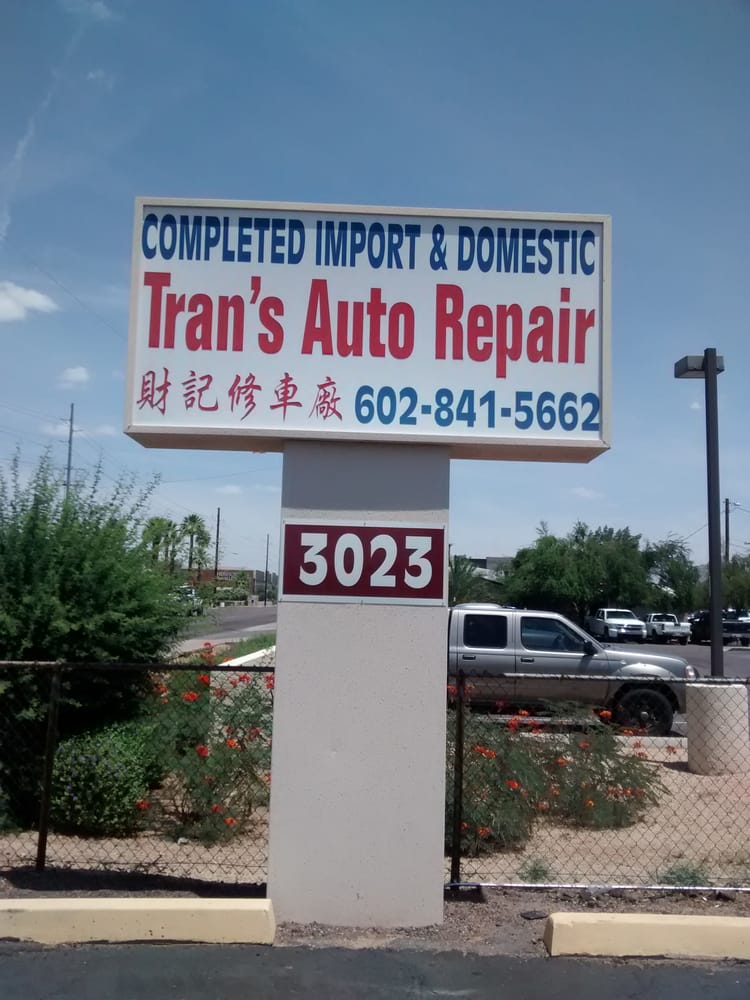 COMPLETED IMPORT & DOMESTIC
Tran's Auto Repair
財記修車廠 602-841-5662
3023